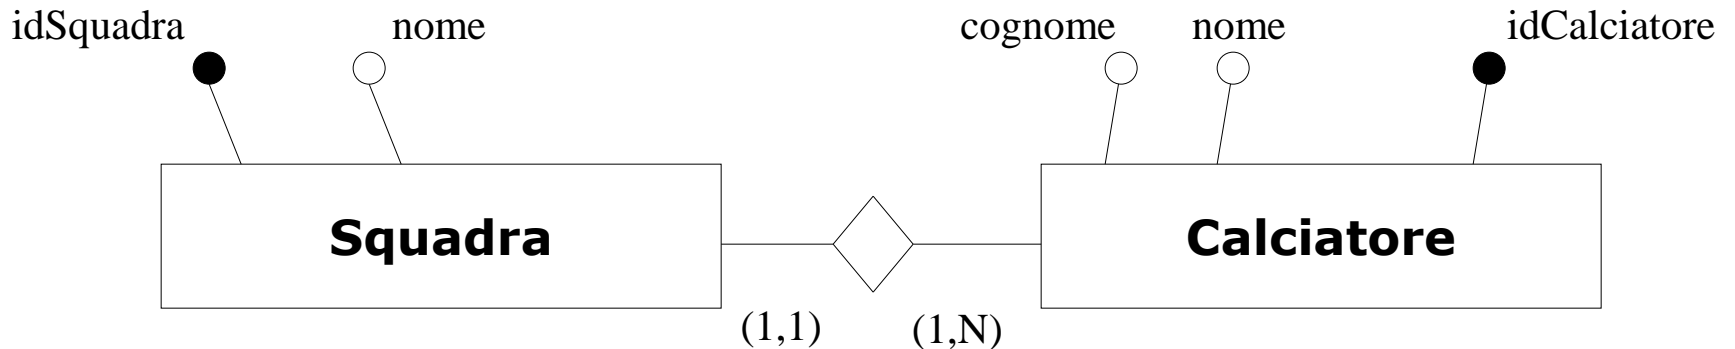 idSquadra nome cognome nome idCalciatore
Squadra Calciatore
(1,1) (1,N)